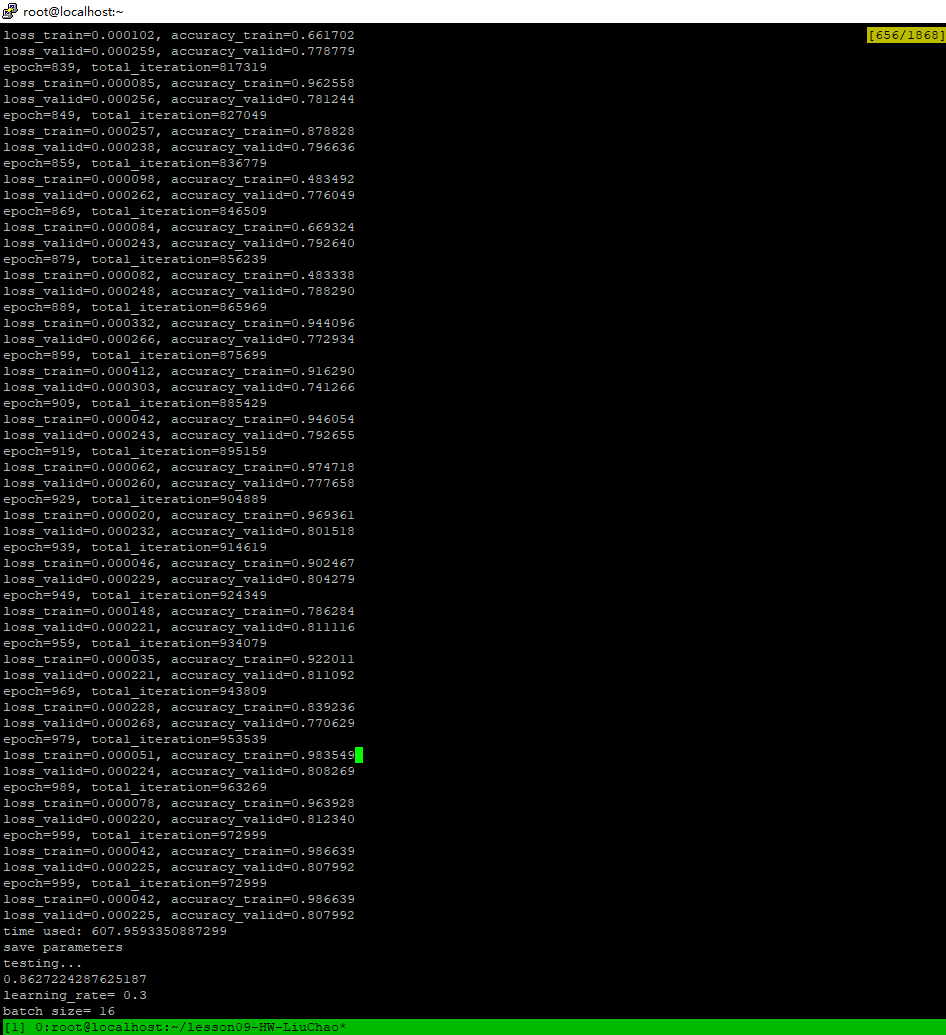 root@localhost:~
loss_train=0.000102, accuracy_train=0.661702 [656/1868]
loss_valid=0.000259, accuracy_valid=0.778779
epoch=839, total_iteration=817319
loss_train=0.000085, accuracy_train=0.962558
loss_valid=0.000256, accuracy_valid=0.781244
epoch=849, total_iteration=827049
loss_train=0.000257, accuracy_train=0.878828
loss_valid=0.000238, accuracy_valid=0.796636
epoch=859, total_iteration=836779
loss_train=0.000098, accuracy_train=0.483492
loss_valid=0.000262, accuracy_valid=0.776049
epoch=869, total_iteration=846509
loss_train=0.000084, accuracy_train=0.669324
loss_valid=0.000243, accuracy_valid=0.792640
epoch=879, total_iteration=856239
loss_train=0.000082, accuracy_train=0.483338
loss_valid=0.000248, accuracy_valid=0.788290
epoch=889, total_iteration=865969
loss_train=0.000332, accuracy_train=0.944096
loss_valid=0.000266, accuracy_valid=0.772934
epoch=899, total_iteration=875699
loss_train=0.000412, accuracy_train=0.916290
loss_valid=0.000303, accuracy_valid=0.741266
epoch=909, total_iteration=885429
loss_train=0.000042, accuracy_train=0.946054
loss_valid=0.000243, accuracy_valid=0.792655
epoch=919, total_iteration=895159
loss_train=0.000062, accuracy_train=0.974718
loss_valid=0.000260, accuracy_valid=0.777658
epoch=929, total_iteration=904889
loss_train=0.000020, accuracy_train=0.969361
loss_valid=0.000232, accuracy_valid=0.801518
epoch=939, total_iteration=914619
loss_train=0.000046, accuracy_train=0.902467
loss_valid=0.000229, accuracy_valid=0.804279
epoch=949, total_iteration=924349
loss_train=0.000148, accuracy_train=0.786284
loss_valid=0.000221, accuracy_valid=0.811116
epoch=959, total_iteration=934079
loss_train=0.000035, accuracy_train=0.922011
loss_valid=0.000221, accuracy_valid=0.811092
epoch=969, total_iteration=943809
loss_train=0.000228, accuracy_train=0.839236
loss_valid=0.000268, accuracy_valid=0.770629
epoch=979, total_iteration=953539
loss_train=0.000051, accuracy_train=0.983549
loss_valid=0.000224, accuracy_valid=0.808269
epoch=989, total_iteration=963269
loss_train=0.000078, accuracy_train=0.963928
loss_valid=0.000220, accuracy_valid=0.812340
epoch=999, total_iteration=972999
loss_train=0.000042, accuracy_train=0.986639
loss_valid=0.000225, accuracy_valid=0.807992
epoch=999, total_iteration=972999
loss_train=0.000042, accuracy_train=0.986639
loss_valid=0.000225, accuracy_valid=0.807992
time used: 607.9593350887299
save parameters
testing...
0.8627224287625187
learning_rate= 0.3
batch size= 16
[1] 0:root@localhost:~/lesson09-HW-LiuChao*